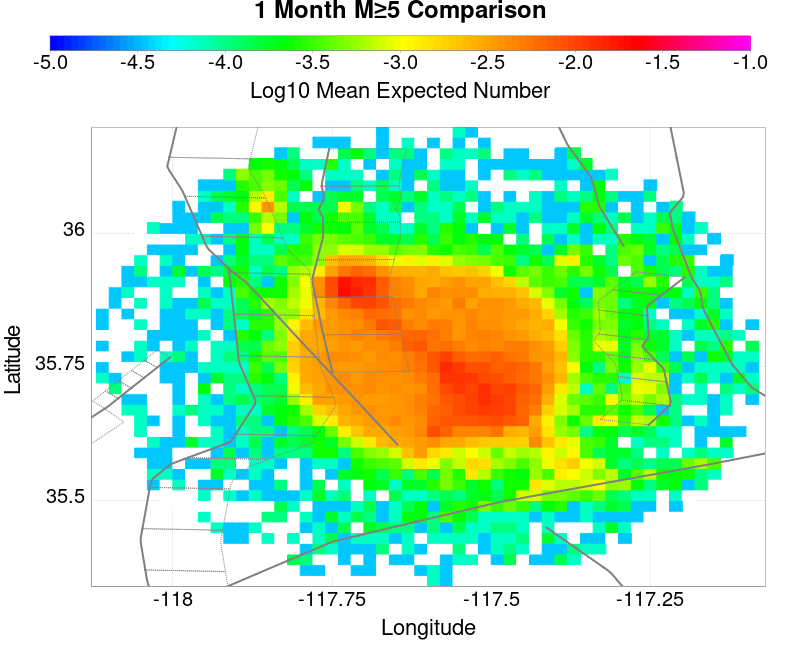 1 Month M≥5 Comparison
-5.0 -4.5 -4.0 -3.5 -3.0 -2.5 -2.0 -1.5 -1.0
Log10 Mean Expected Number
36
35.75
35.5
Latitude
-118 -117.75 -117.5 -117.25
Longitude